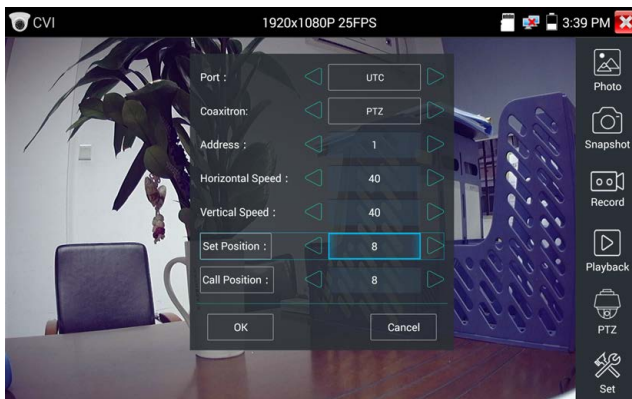 CVI 1920x1080P 25FPS 3:39 PM
Port : UTC
Coaxitron: PTZ
Address : 1
Horizontal Speed : 40
Vertical Speed : 40
Set Position : 8
Call Position : 8
OK Cancel
Photo
Snapshot
Record
Playback
PTZ
Set